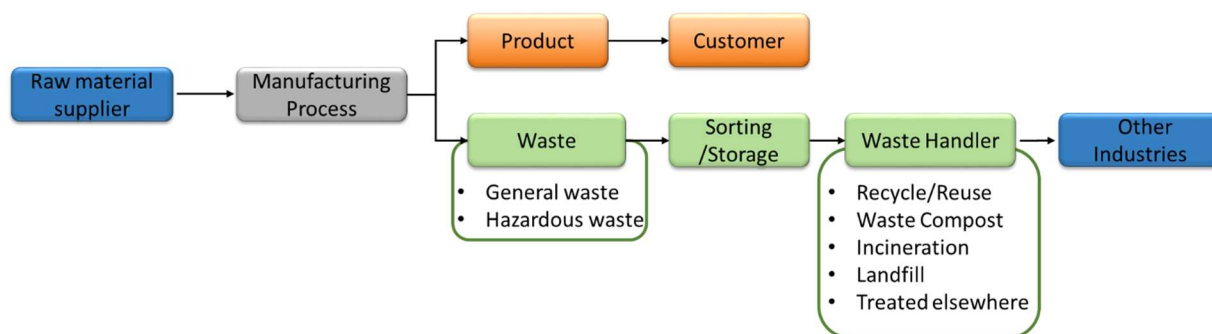 Product
Customer
Raw material
supplier
Manufacturing
Process
Waste
Sorting
/Storage
Waste Handler
Other
Industries
• General waste
• Hazardous waste
• Recycle/Reuse
• Waste Compost
• Incineration
• Landfill
• Treated elsewhere